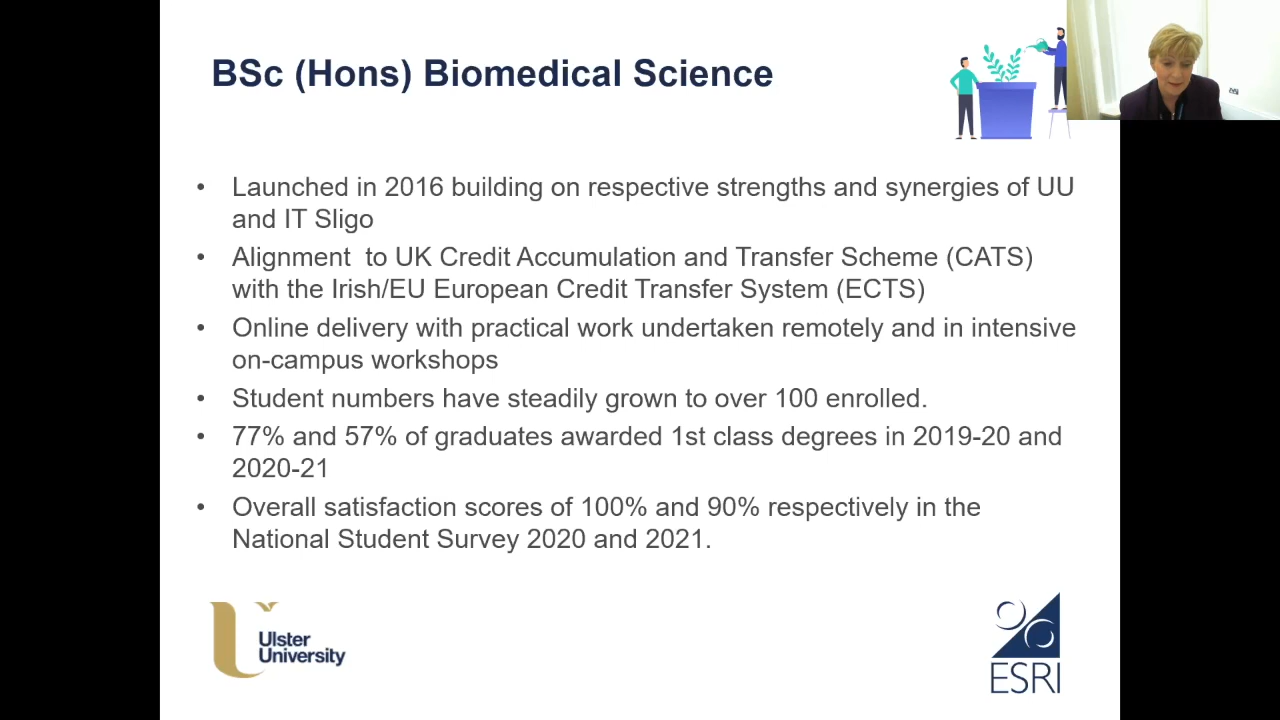 BSc (Hons) Biomedical Science
• Launched in 2016 building on respective strengths and synergies of UU
and IT Sligo
• Alignment  to UK Credit Accumulation and Transfer Scheme (CATS)
with the Irish/EU European Credit Transfer System (ECTS)
• Online delivery with practical work undertaken remotely and in intensive
on-campus workshops
• Student numbers have steadily grown to over 100 enrolled.
• 77% and 57% of graduates awarded 1st class degrees in 2019-20 and
2020-21
• Overall satisfaction scores of 100% and 90% respectively in the
National Student Survey 2020 and 2021.
Ulster
University
ESRI